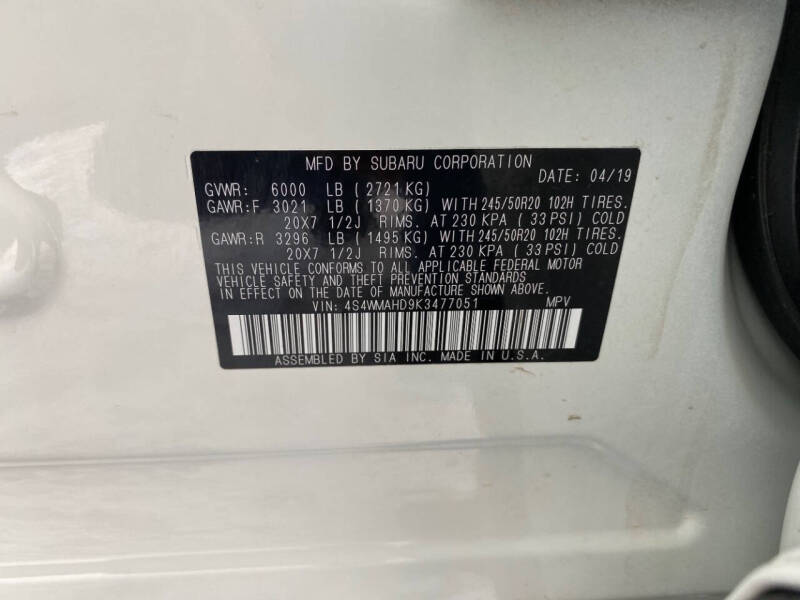 MFD BY SUBARU CORPORATION
DATE: 04/19
GVWR: 6000 LB ( 2721 KG)
GAWR:F 3021 LB ( 1370 KG) WITH 245/50R20 102H TIRES.
20X7 1/2J RIMS. AT 230 KPA ( 33 PSI) COLD
GAWR:R 3296 LB ( 1495 KG) WITH 245/50R20 102H TIRES.
20X7 1/2J RIMS. AT 230 KPA ( 33 PSI) COLD
THIS VEHICLE CONFORMS TO ALL APPLICABLE FEDERAL MOTOR
VEHICLE SAFETY AND THEFT PREVENTION STANDARDS
IN EFFECT ON THE DATE OF MANUFACTURE SHOWN ABOVE.
VIN: 4S4WMAHD9K3477051 MPV
ASSEMBLED BY SIA INC. MADE IN U.S.A.